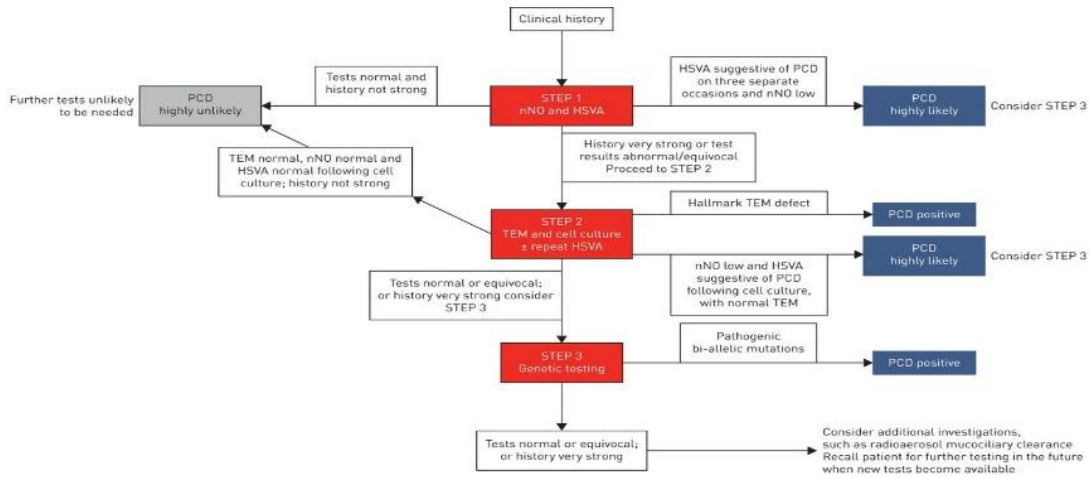 Clinical history
Tests normal and
history not strong
HSVA suggestive of PCD
on three separate
occasions and nNO low
Further tests unlikely
to be needed
PCD
highly unlikely
STEP 1
nNO and HSVA
PCD
highly likely
Consider STEP 3
History very strong or test
results abnormal/equivocal
Proceed to STEP 2
TEM normal, nNO normal and
HSVA normal following cell
culture; history not strong
Hallmark TEM defect
PCD positive
STEP 2
TEM and cell culture
± repeat HSVA
PCD
highly likely
Consider STEP 3
nNO low and HSVA
suggestive of PCD
following cell culture,
with normal TEM
Tests normal or equivocal;
or history very strong consider
STEP 3
Pathogenic
bi-allelic mutations
STEP 3
Genetic testing
PCD positive
Tests normal or equivocal;
or history very strong
Consider additional investigations,
such as radioaerosol mucociliary clearance
Recall patient for further testing in the future
when new tests become available